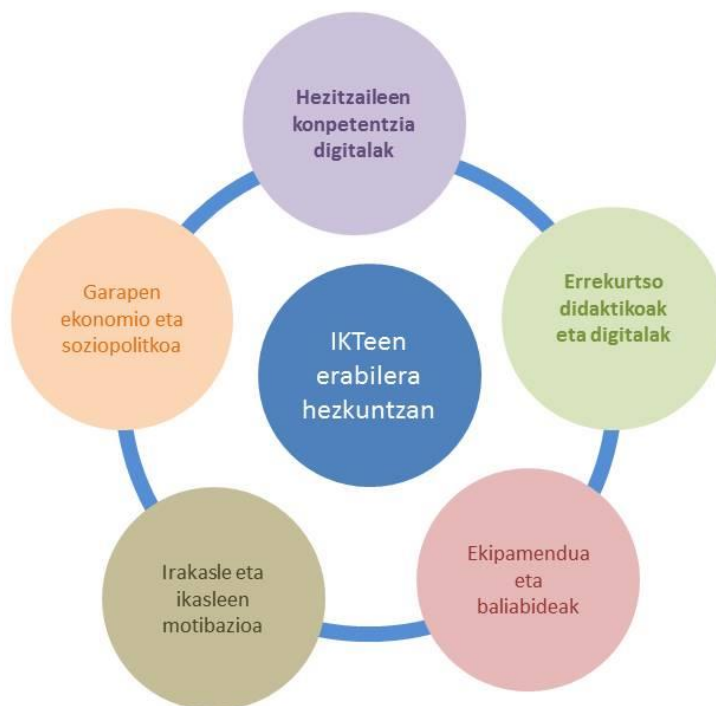 Hezitzaileen
konpetentzia
digitalak
Errekurtso
didaktikoak
eta digitalak
Garapen
ekonomio eta
soziopolitkoa
IKTeen
erabilera
hezkuntzan
Ekipamendua
eta
baliabideak
Irakasle eta
ikasleen
motibazioa